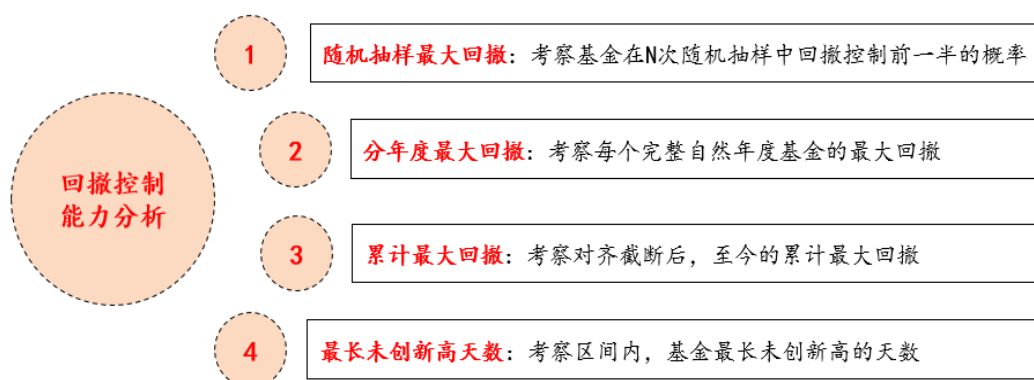 1
随机抽样最大回撤：考察基金在N次随机抽样中回撤控制前一半的概率
2
分年度最大回撤：考察每个完整自然年度基金的最大回撤
回撤控制
能力分析
3
累计最大回撤：考察对齐截断后，至今的累计最大回撤
4
最长未创新高天数：考察区间内，基金最长未创新高的天数